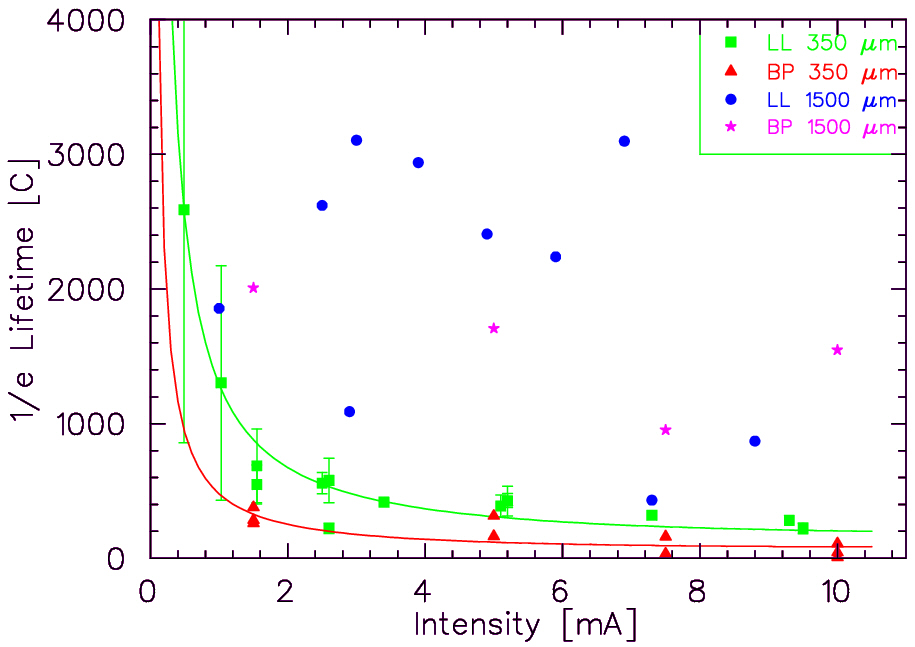 4000
3000
2000
1000
0
1/e Lifetime [C]
LL 350 μm
BP 350 μm
LL 1500 μm
BP 1500 μm
0 2 4 6 8 10
Intensity [mA]